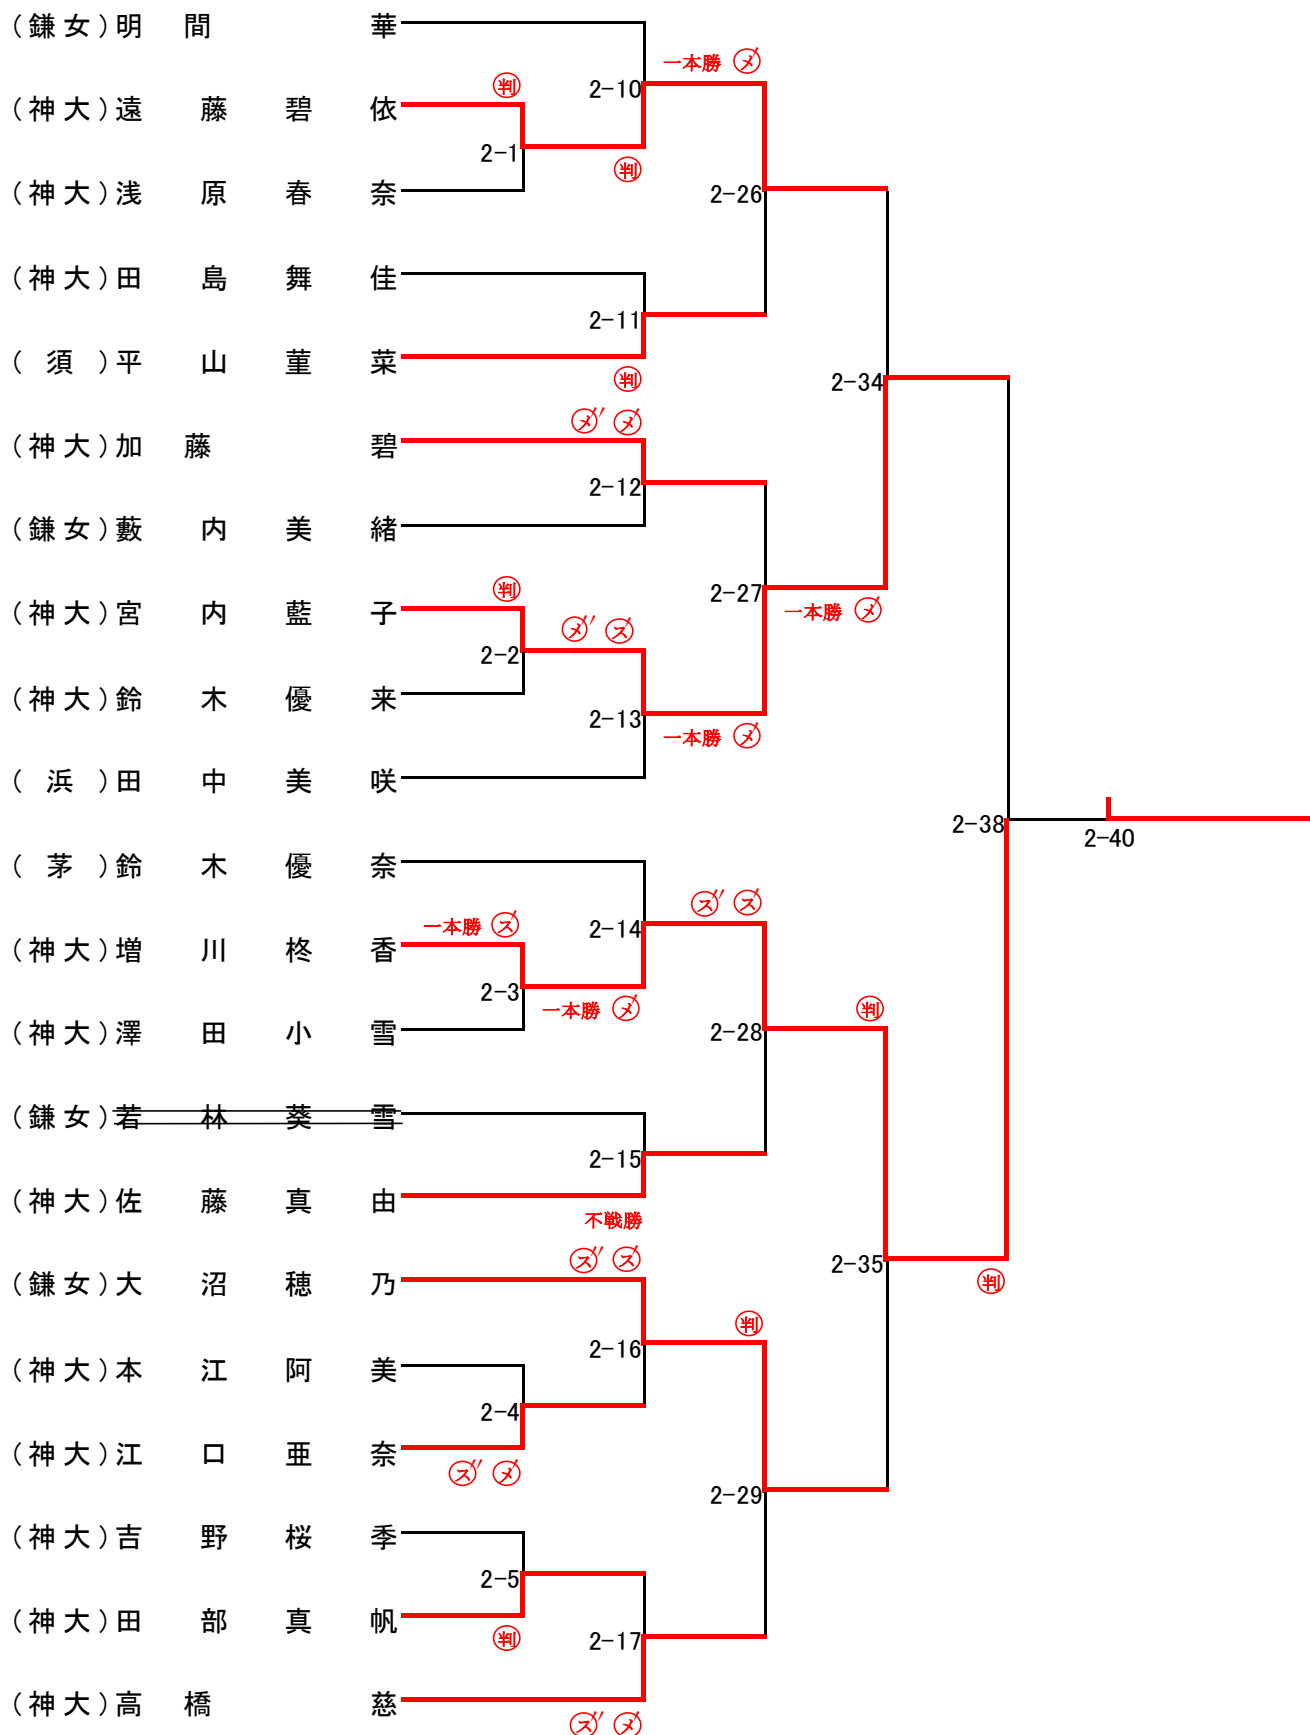 (鎌女)明間　華
一本勝 メ
2-10
判
(神大)遠藤碧依
2-1
判
(神大)浅原春奈
2-26
(神大)田島舞佳
2-11
(須)平山菫菜
判
2-34
メ メ
(神大)加藤　碧
2-12
(鎌女)藪内美緒
判
2-27
(神大)宮内藍子
一本勝 メ
メ ス
2-2
(神大)鈴木優来
2-13
一本勝 メ
(浜)田中美咲
2-38
2-40
(茅)鈴木優奈
ス ス
一本勝 ス
2-14
(神大)増川柊香
2-3
一本勝 メ
判
(神大)澤田小雪
2-28
(鎌女)若林葵雪
2-15
(神大)佐藤真由
不戦勝
ス ス
2-35
(鎌女)大沼穂乃
判
判
2-16
(神大)本江阿美
2-4
(神大)江口亜奈
ス メ
2-29
(神大)吉野桜季
2-5
(神大)田部真帆
判
2-17
(神大)高橋　慈
ス メ